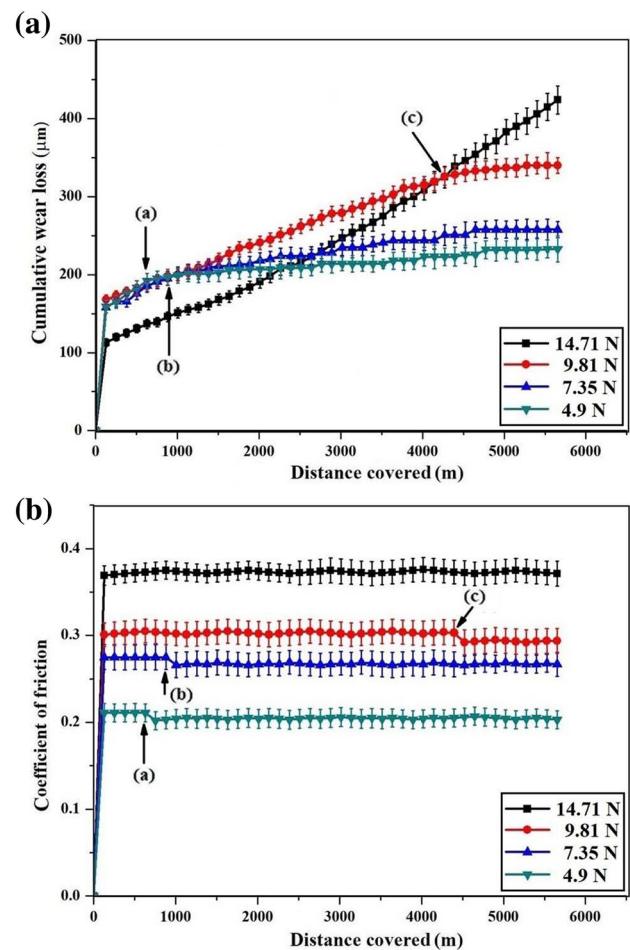 (a)
500
400
300
200
100
0
Cumulative wear loss (μm)
(a)
(b)
(c)
14.71 N
9.81 N
7.35 N
4.9 N
0
1000
2000
3000
4000
5000
6000
Distance covered (m)
(b)
0.4
0.3
0.2
0.1
0.0
Coefficient of friction
(c)
(b)
(a)
14.71 N
9.81 N
7.35 N
4.9 N
0
1000
2000
3000
4000
5000
6000
Distance covered (m)